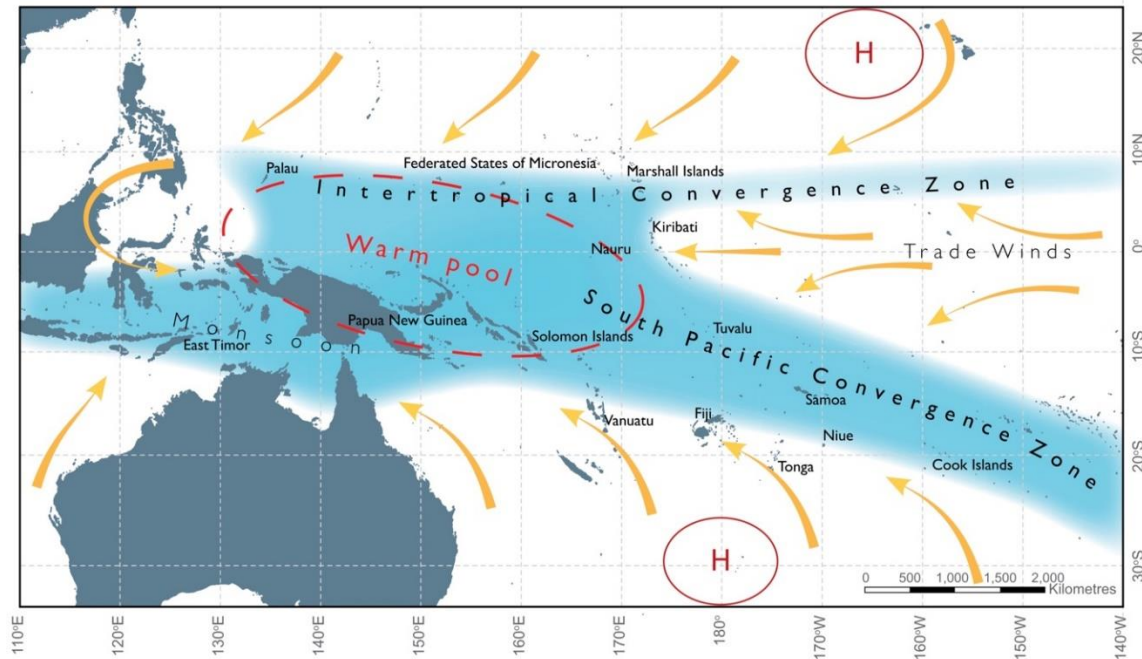 H
20°N
Palau
Federated States of Micronesia
Marshall Islands
10°N
Intertropical Convergence Zone
Kiribati
Nauru
Trade Winds
0°
Warm pool
Monsoon
East Timor
Papua New Guinea
Solomon Islands
Tuvalu
10°S
South Pacific Convergence Zone
Samoa
Vanuatu
Fiji
Niue
Tonga
Cook Islands
20°S
H
30°S
0 500 1,000 1,500 2,000
Kilometres
110°E 120°E 130°E 140°E 150°E 160°E 170°E 180° 170°W 160°W 150°W 140°W